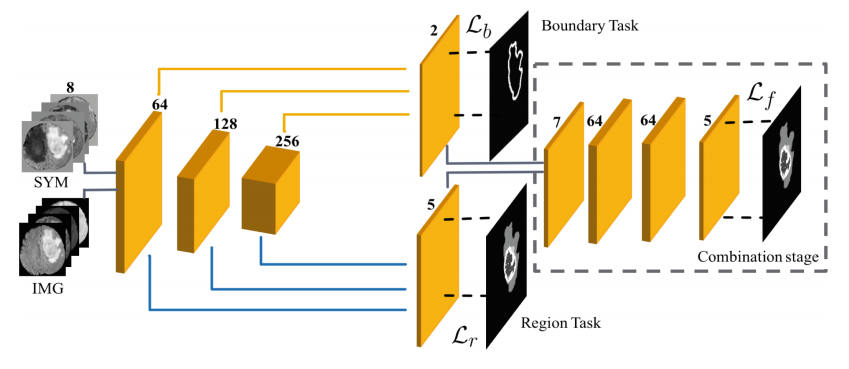 8
SYM
IMG
64
128
256
2
ℒb
Boundary Task
5
ℒr
Region Task
7
64
64
5
ℒf
Combination stage